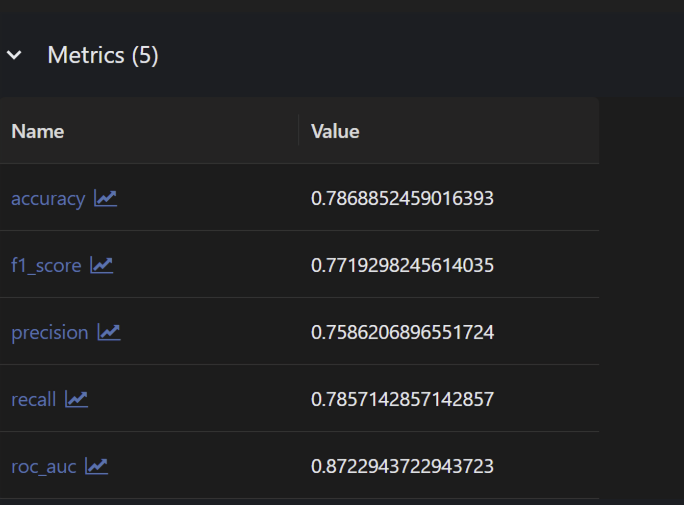 Metrics (5)
Name Value
accuracy 0.7868852459016393
f1_score 0.7719298245614035
precision 0.7586206896551724
recall 0.7857142857142857
roc_auc 0.8722943722943723